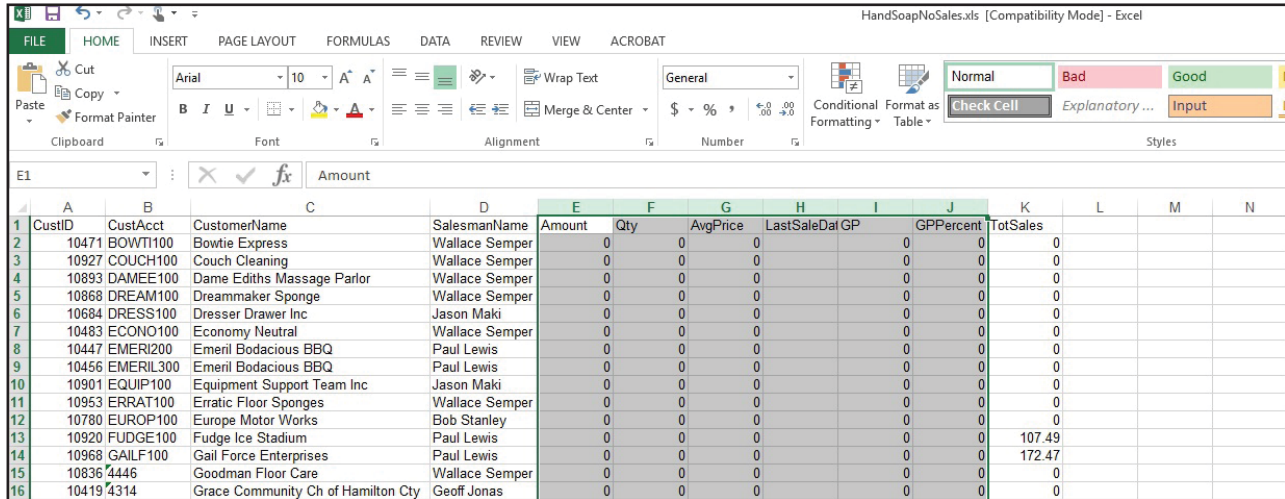 HandSoapNoSales.xls [Compatibility Mode] - Excel
FILE HOME INSERT PAGE LAYOUT FORMULAS DATA REVIEW VIEW ACROBAT
Paste
Cut
Copy
Format Painter
Clipboard
Arial 10 A A
B I U A
Font
Wrap Text
Merge & Center
Alignment
General
$ % , .0 .00 .00 .0
Number
Conditional Formatting
Format as Table
Normal Bad Good
Check Cell Explanatory ... Input
Styles
E1 fx Amount
A B C D E F G H I J K L M N
1 CustID CustAcct CustomerName SalesmanName Amount Qty AvgPrice LastSaleDat GP GPPercent TotSales
2 10471 BOWTI100 Bowtie Express Wallace Semper 0 0 0 0 0 0
3 10927 COUCH100 Couch Cleaning Wallace Semper 0 0 0 0 0 0
4 10893 DAMEE100 Dame Ediths Massage Parlor Wallace Semper 0 0 0 0 0 0
5 10868 DREAM100 Dreammaker Sponge Wallace Semper 0 0 0 0 0 0
6 10684 DRESS100 Dresser Drawer Inc Jason Maki 0 0 0 0 0 0
7 10483 ECONO100 Economy Neutral Wallace Semper 0 0 0 0 0 0
8 10447 EMERI200 Emeril Bodacious BBQ Paul Lewis 0 0 0 0 0 0
9 10456 EMERIL300 Emeril Bodacious BBQ Paul Lewis 0 0 0 0 0 0
10 10901 EQUIP100 Equipment Support Team Inc Jason Maki 0 0 0 0 0 0
11 10953 ERRAT100 Erratic Floor Sponges Wallace Semper 0 0 0 0 0 0
12 10780 EUROP100 Europe Motor Works Bob Stanley 0 0 0 0 0 0
13 10920 FUDGE100 Fudge Ice Stadium Paul Lewis 0 0 0 0 0 107.49
14 10968 GAILF100 Gail Force Enterprises Paul Lewis 0 0 0 0 0 172.47
15 10836 4446 Goodman Floor Care Wallace Semper 0 0 0 0 0 0
16 10419 4314 Grace Community Ch of Hamilton Cty Geoff Jonas 0 0 0 0 0 0